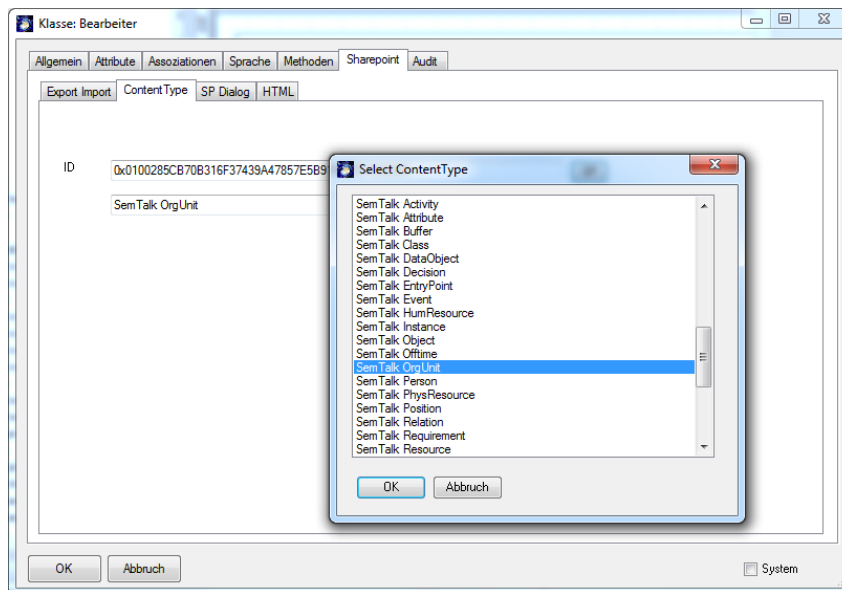 Klasse: Bearbeiter
Allgemein Attribute Assoziationen Sprache Methoden Sharepoint Audit
Export Import ContentType SP Dialog HTML
ID 0x0100285CB70B316F37439A47857E5B9
SemTalk OrgUnit
Select ContentType
SemTalk Activity
SemTalk Attribute
SemTalk Buffer
SemTalk Class
SemTalk DataObject
SemTalk Decision
SemTalk EntryPoint
SemTalk Event
SemTalk HumResource
SemTalk Instance
SemTalk Object
SemTalk Offtime
SemTalk OrgUnit
SemTalk Person
SemTalk PhysResource
SemTalk Position
SemTalk Relation
SemTalk Requirement
SemTalk Resource
OK Abbruch
OK Abbruch System